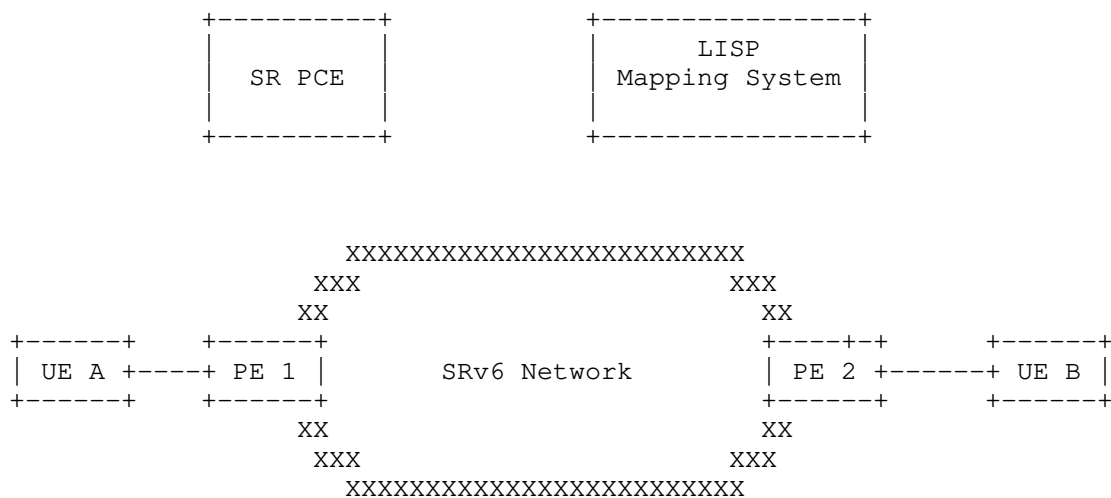 LISP
SR PCE Mapping System
UE A PE 1 SRv6 Network PE 2 UE B